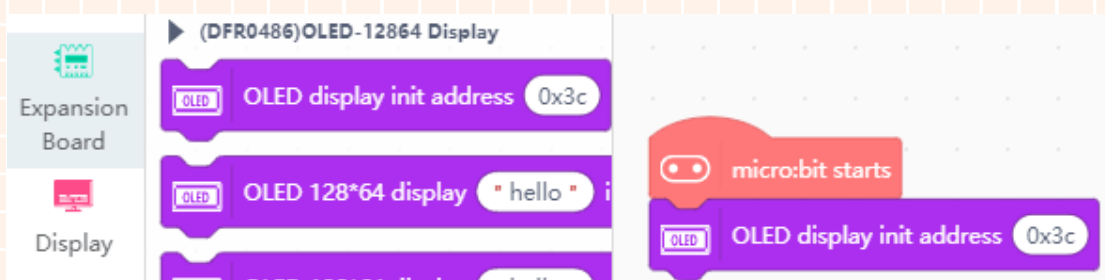 (DFR0486)OLED-12864 Display
Expansion
Board
Display
OLED
OLED display init address 0x3c
OLED
OLED 128*64 display "hello" i
micro:bit starts
OLED
OLED display init address 0x3c